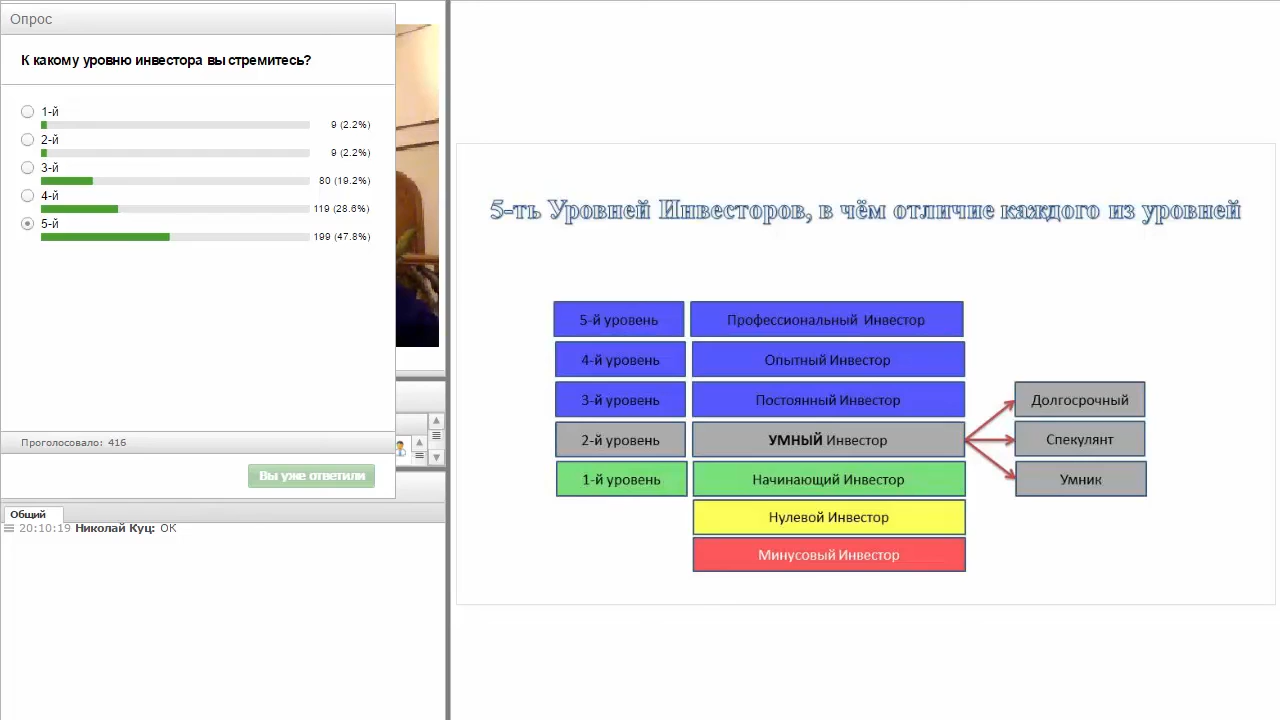 Опрос
К какому уровню инвестора вы стремитесь?
1-й
9 (2.2%)
2-й
9 (2.2%)
3-й
80 (19.2%)
4-й
119 (28.6%)
5-й
199 (47.8%)
Проголосовало: 416
Вы уже ответили
Общий
20:10:19 Николай Куц: ОК
5-ть Уровней Инвесторов, в чём отличие каждого из уровней
5-й уровень Профессиональный Инвестор
4-й уровень Опытный Инвестор
3-й уровень Постоянный Инвестор
Долгосрочный
2-й уровень УМНЫЙ Инвестор
Спекулянт
1-й уровень Начинающий Инвестор
Умник
Нулевой Инвестор
Минусовый Инвестор